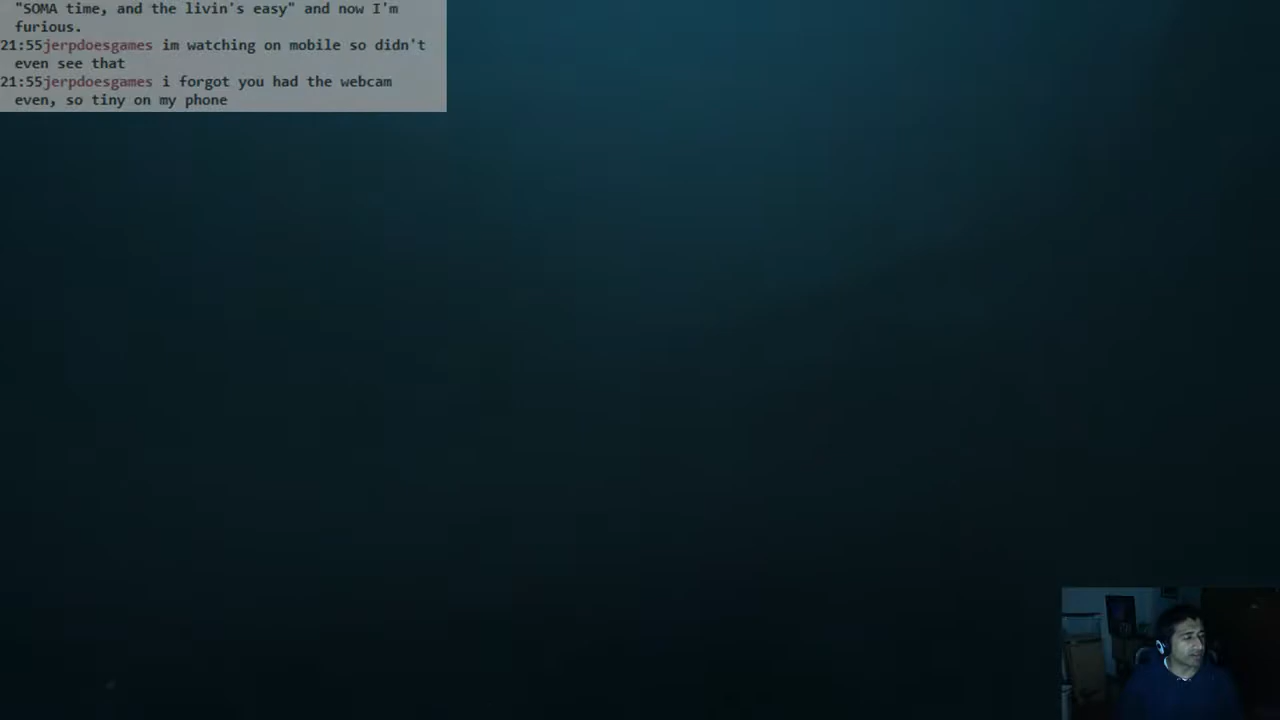 "SOMA time, and the livin's easy" and now I'm
furious.
21:55jerpdoesgames im watching on mobile so didn't
even see that
21:55jerpdoesgames i forgot you had the webcam
even, so tiny on my phone